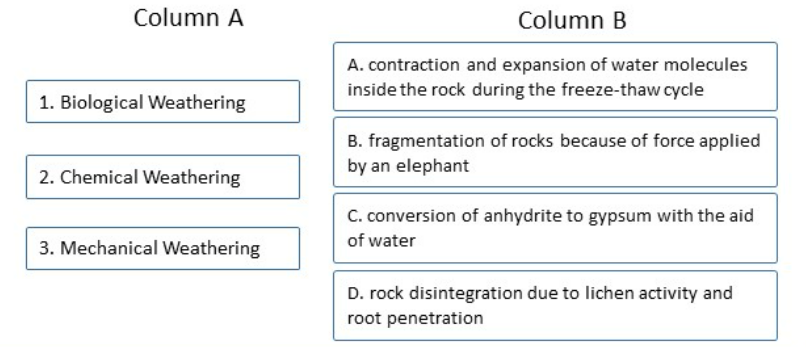 Column A
1. Biological Weathering
2. Chemical Weathering
3. Mechanical Weathering
Column B
A. contraction and expansion of water molecules
inside the rock during the freeze-thaw cycle
B. fragmentation of rocks because of force applied
by an elephant
C. conversion of anhydrite to gypsum with the aid
of water
D. rock disintegration due to lichen activity and
root penetration